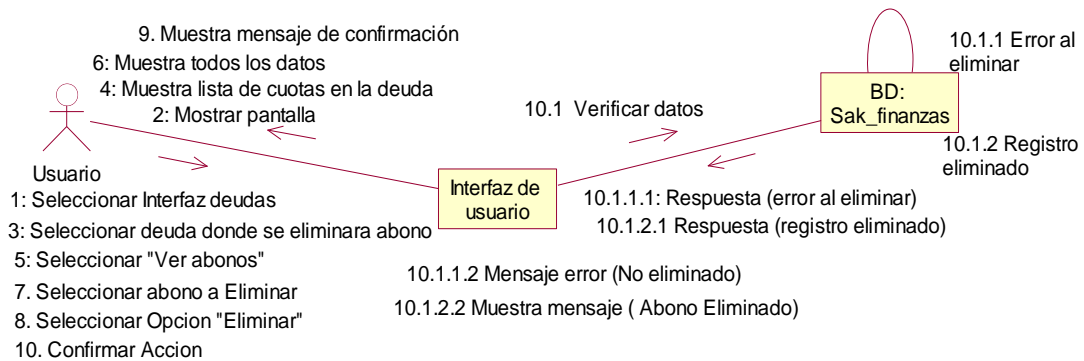 9. Muestra mensaje de confirmación
6: Muestra todos los datos
4: Muestra lista de cuotas en la deuda
2: Mostrar pantalla
Usuario
1: Seleccionar Interfaz deudas
3: Seleccionar deuda donde se eliminara abono
5: Seleccionar "Ver abonos"
7. Seleccionar abono a Eliminar
8. Seleccionar Opcion "Eliminar"
10. Confirmar Accion
Interfaz de
usuario
10.1 Verificar datos
10.1.1 Error al
eliminar
BD:
Sak_finanzas
10.1.2 Registro
eliminado
10.1.1.1: Respuesta (error al eliminar)
10.1.2.1 Respuesta (registro eliminado)
10.1.1.2 Mensaje error (No eliminado)
10.1.2.2 Muestra mensaje ( Abono Eliminado)